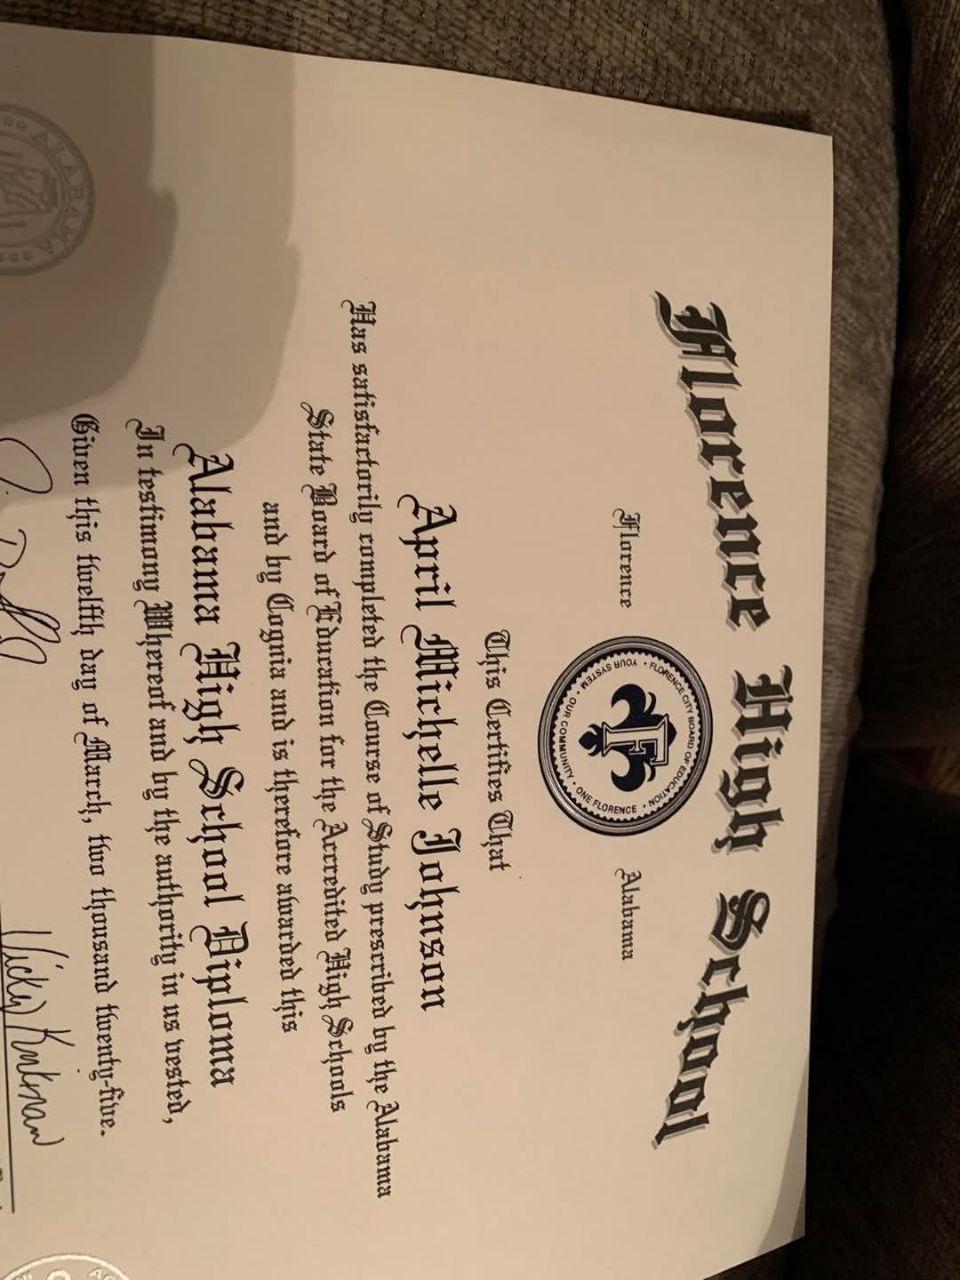 Florence High School
Florence Alabama
FLORENCE CITY BOARD OF EDUCATION • ONE FLORENCE • OUR COMMUNITY • YOUR SYSTEM •
F
This Certifies That
April Michelle Johnson
Has satisfactorily completed the Course of Study prescribed by the Alabama
State Board of Education for the Accredited High Schools
and by Cognia and is therefore awarded this
Alabama High School Diploma
In testimony Whereof and by the authority in us vested,
Given this twelfth day of March, two thousand twenty-five.
ALABAMA